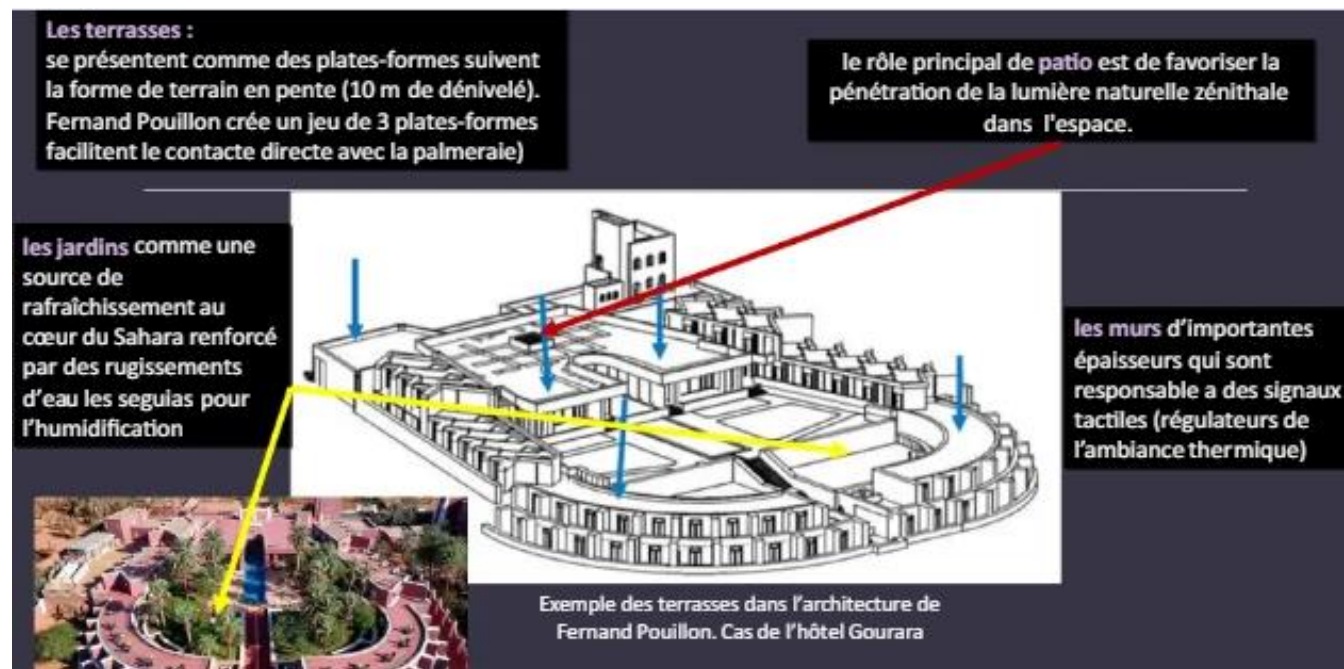 Les terrasses :
se présentent comme des plates-formes suivent
la forme de terrain en pente (10 m de dénivelé).
Fernand Pouillon crée un jeu de 3 plates-formes
facilitent le contacte directe avec la palmeraie)
le rôle principal de patio est de favoriser la
pénétration de la lumière naturelle zénithale
dans l'espace.
les jardins comme une
source de
rafraîchissement au
cœur du Sahara renforcé
par des rugissements
d'eau les seguias pour
l'humidification
les murs d'importantes
épaisseurs qui sont
responsable a des signaux
tactiles (régulateurs de
l'ambiance thermique)
Exemple des terrasses dans l'architecture de
Fernand Pouillon. Cas de l'hôtel Gourara